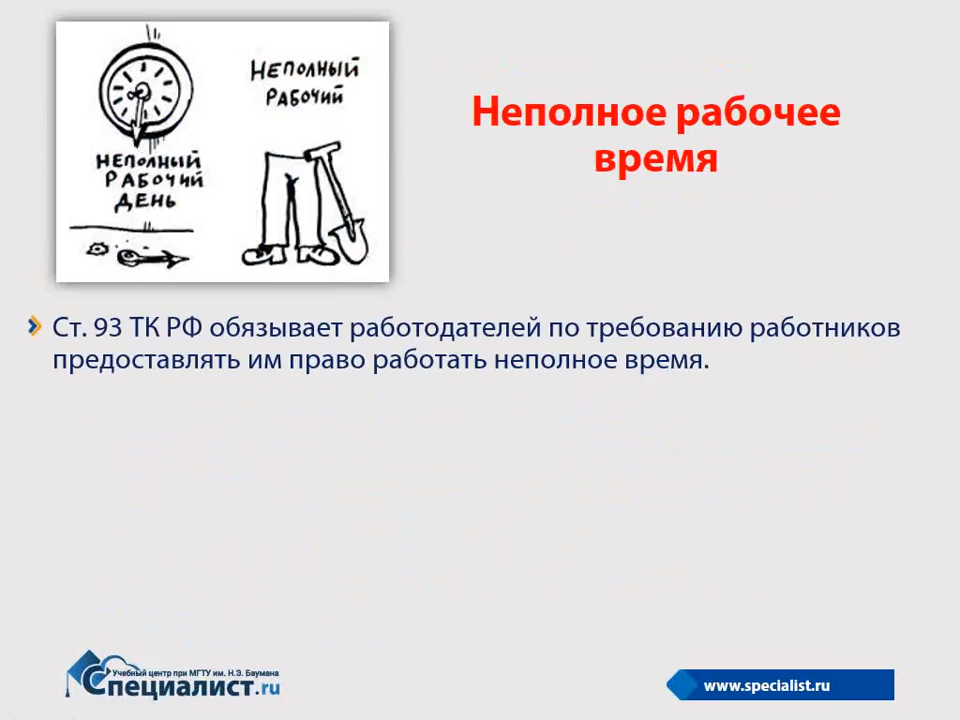 НЕПОЛНЫЙ
РАБОЧИЙ
ДЕНЬ
НЕПОЛНЫЙ
РАБОЧИЙ
Неполное рабочее
время
Ст. 93 ТК РФ обязывает работодателей по требованию работников
предоставлять им право работать неполное время.
Учебный центр при МГТУ им. Н.Э. Баумана
Специалист.ru
www.specialist.ru